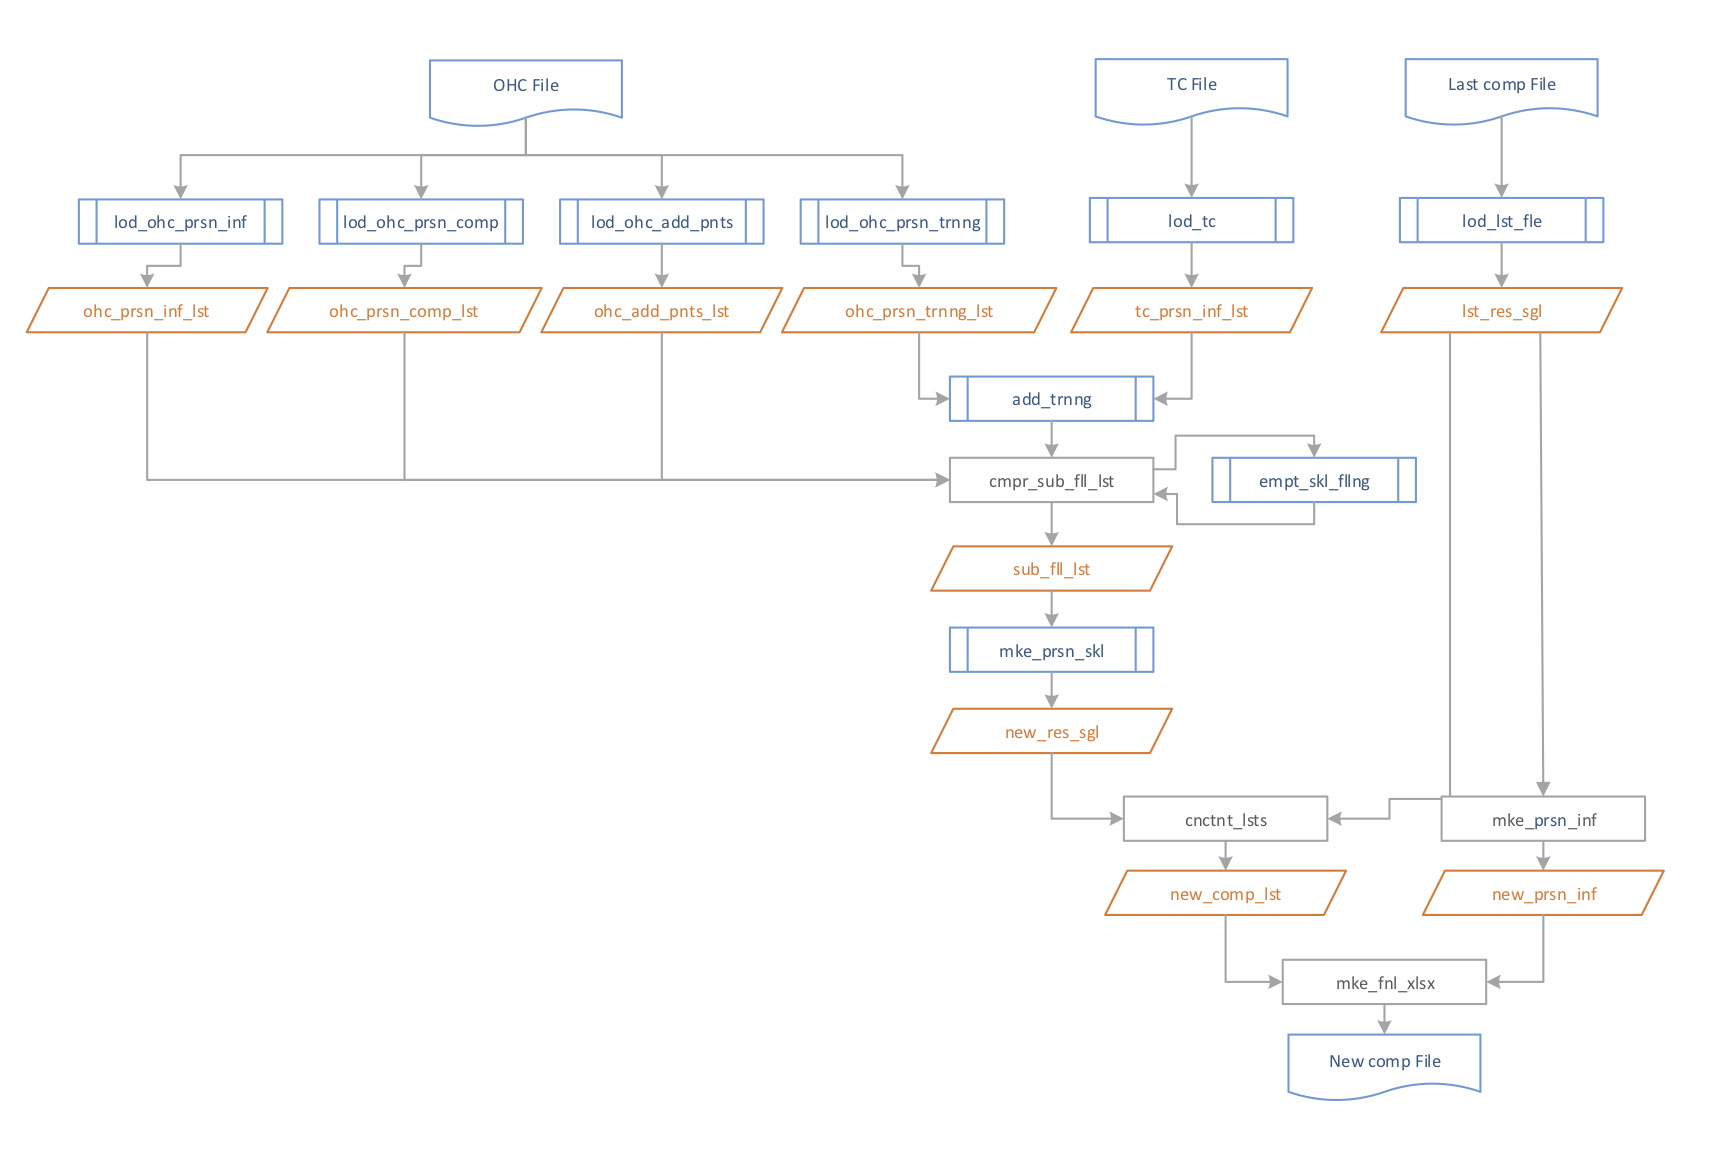 OHC File
TC File
Last comp File
lod_ohc_prsn_inf
lod_ohc_prsn_comp
lod_ohc_add_pnts
lod_ohc_prsn_trnng
lod_tc
lod_lst_fle
ohc_prsn_inf_lst
ohc_prsn_comp_lst
ohc_add_pnts_lst
ohc_prsn_trnng_lst
tc_prsn_inf_lst
lst_res_sgl
add_trnng
cmpr_sub_fll_lst
empt_skl_fllng
sub_fll_lst
mke_prsn_skl
new_res_sgl
cnctnt_lsts
mke_prsn_inf
new_comp_lst
new_prsn_inf
mke_fnl_xlsx
New comp File